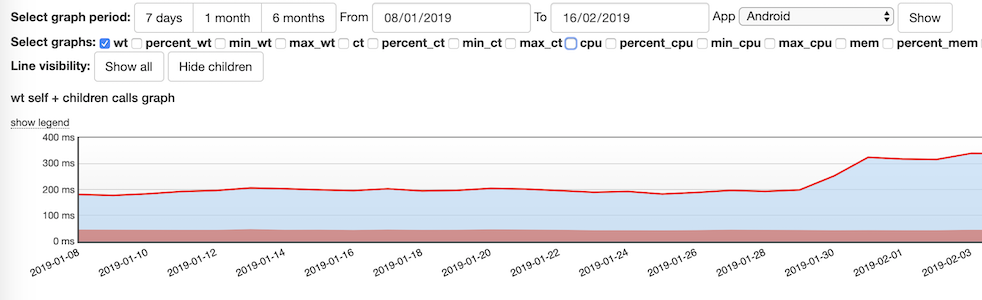 Select graph period: 7 days 1 month 6 months From 08/01/2019 To 16/02/2019 App Android Show
Select graphs: wt percent_wt min_wt max_wt ct percent_ct min_ct max_ct cpu percent_cpu min_cpu max_cpu mem percent_mem
Line visibility: Show all Hide children
wt self + children calls graph
show legend
400 ms
300 ms
200 ms
100 ms
0 ms
2019-01-08 2019-01-10 2019-01-12 2019-01-14 2019-01-16 2019-01-18 2019-01-20 2019-01-22 2019-01-24 2019-01-26 2019-01-28 2019-01-30 2019-02-01 2019-02-03